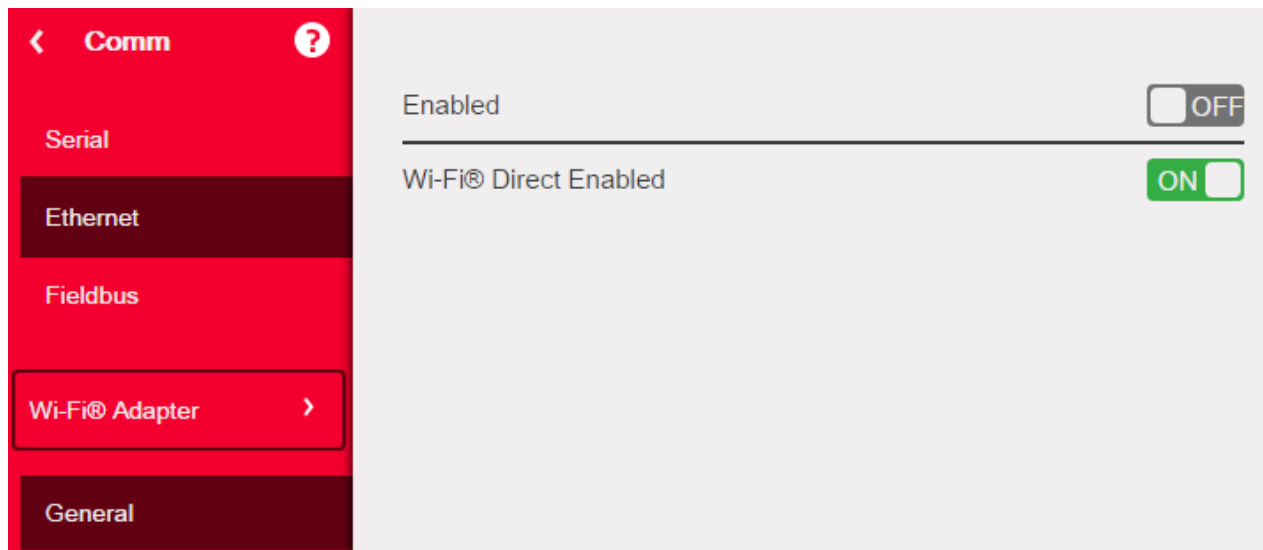 Comm
?
Serial
Ethernet
Fieldbus
Wi-Fi® Adapter
General
Enabled
OFF
Wi-Fi® Direct Enabled
ON